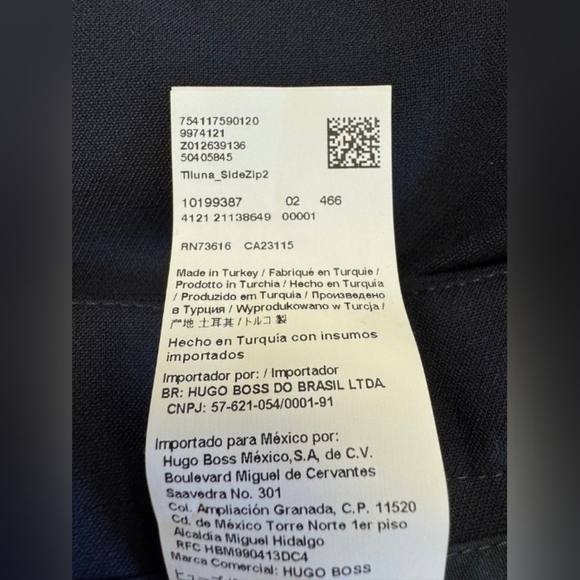 754117590120
9974121
Z012639136
50405845
Tiluna_SideZip2
10199387 02 466
4121 21138649 00001
RN73616 CA23115
Made in Turkey / Fabriqué en Turquie /
Prodotto in Turchia / Hecho en Turquía
/ Produzido em Turquia / Произведено
в Турции / Wyprodukowano w Turcja /
产地 土耳其 / トルコ 製
Hecho en Turquía con insumos
importados
Importador por: / Importador
BR: HUGO BOSS DO BRASIL LTDA.
CNPJ: 57-621-054/0001-91
Importado para México por:
Hugo Boss México,S.A, de C.V.
Boulevard Miguel de Cervantes
Saavedra No. 301
Col. Ampliación Granada, C.P. 11520
Cd. de México Torre Norte 1er piso
Alcaldia Miguel Hidalgo
RFC HBM990413DC4
Marca Comercial: HUGO BOSS